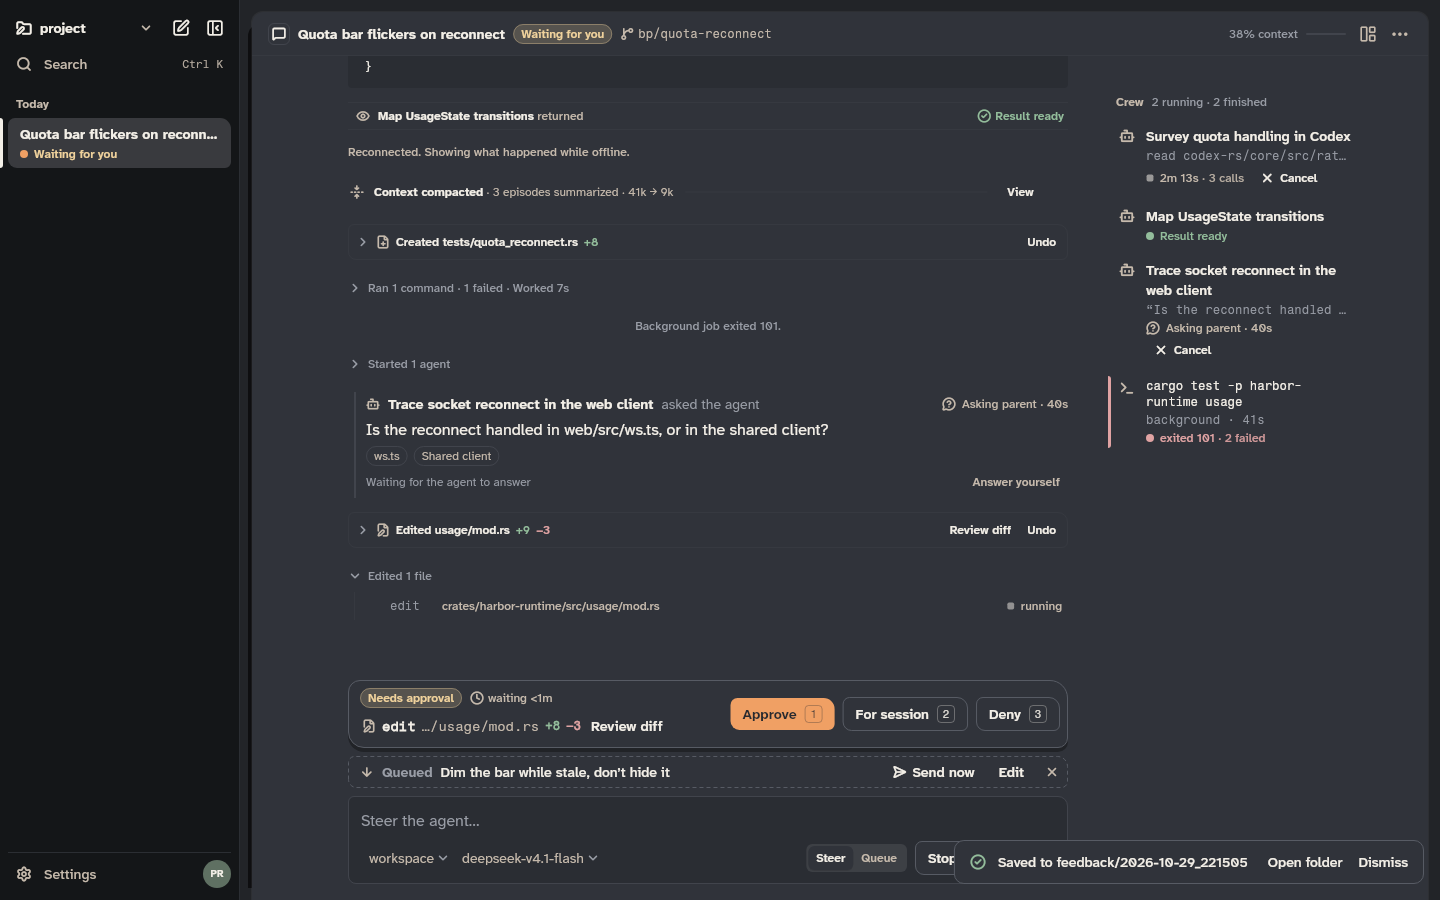 project
Search
Ctrl K
Today
Quota bar flickers on reconn…
Waiting for you
Settings
PR
Quota bar flickers on reconnect
Waiting for you
bp/quota-reconnect
38% context
}
Map UsageState transitions returned
Result ready
Reconnected. Showing what happened while offline.
Context compacted · 3 episodes summarized · 41k → 9k
View
Created tests/quota_reconnect.rs +8
Undo
Ran 1 command · 1 failed · Worked 7s
Background job exited 101.
Started 1 agent
Trace socket reconnect in the web client asked the agent
Asking parent · 40s
Is the reconnect handled in web/src/ws.ts, or in the shared client?
ws.ts
Shared client
Waiting for the agent to answer
Answer yourself
Edited usage/mod.rs +9 −3
Review diff
Undo
Edited 1 file
edit crates/harbor-runtime/src/usage/mod.rs
running
Needs approval
waiting <1m
edit …/usage/mod.rs +8 −3 Review diff
Approve 1
For session 2
Deny 3
Queued Dim the bar while stale, don't hide it
Send now
Edit
Steer the agent…
workspace
deepseek-v4.1-flash
Steer
Queue
Stop
Crew 2 running · 2 finished
Survey quota handling in Codex
read codex-rs/core/src/rat…
2m 13s · 3 calls
Cancel
Map UsageState transitions
Result ready
Trace socket reconnect in the
web client
“Is the reconnect handled …
Asking parent · 40s
Cancel
cargo test -p harbor-
runtime usage
background · 41s
exited 101 · 2 failed
Saved to feedback/2026-10-29_221505
Open folder
Dismiss